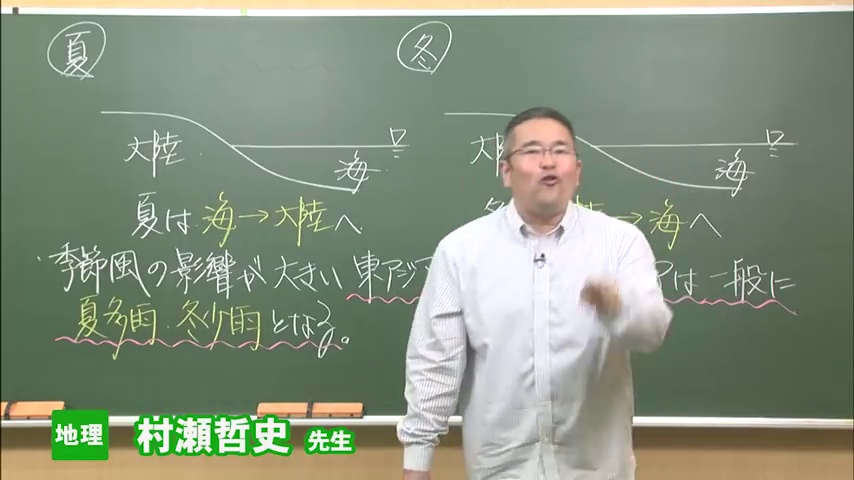 夏
冬
大陸
海
大
海
夏は 海→大陸へ
→海へ
季節風の影響が大きい東アジア
は一般に
夏多雨・冬少雨となる。
地理 村瀬哲史 先生